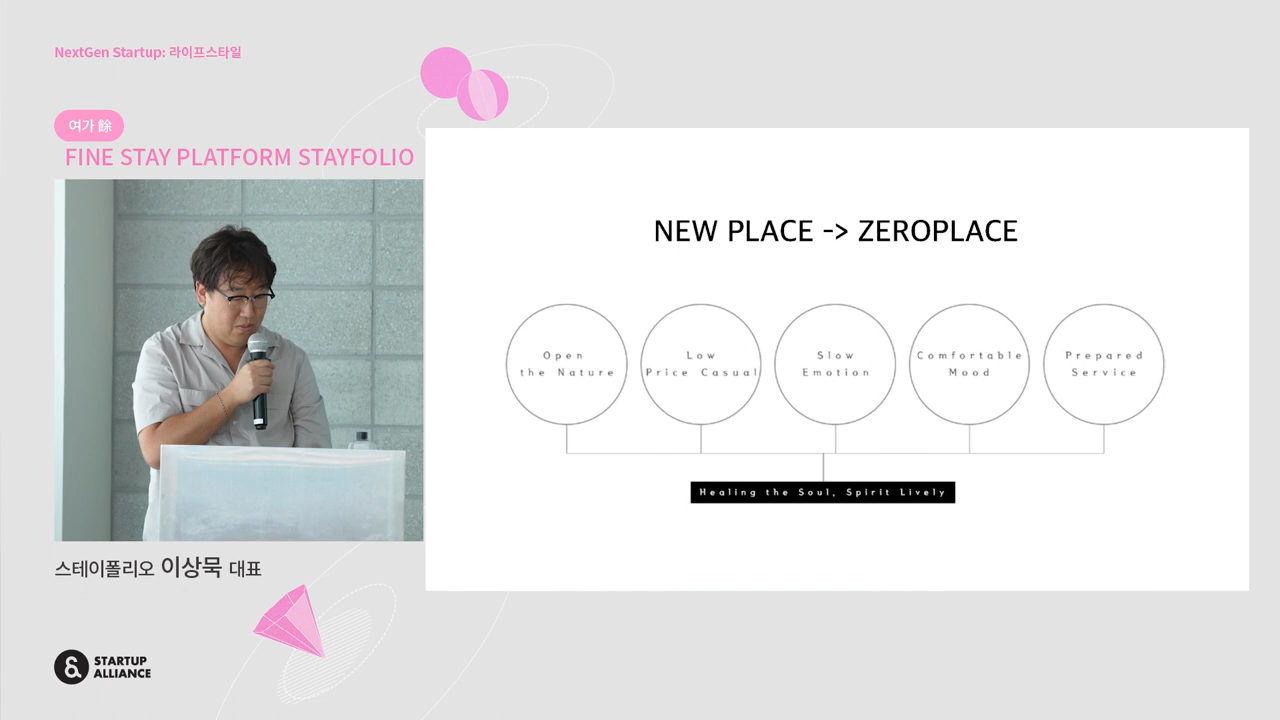 NextGen Startup: 라이프스타일
여가 餘
FINE STAY PLATFORM STAYFOLIO
NEW PLACE -> ZEROPLACE
Open
the Nature
Low
Price Casual
Slow
Emotion
Comfortable
Mood
Prepared
Service
Healing the Soul, Spirit Lively
스테이폴리오 이상묵 대표
STARTUP
ALLIANCE